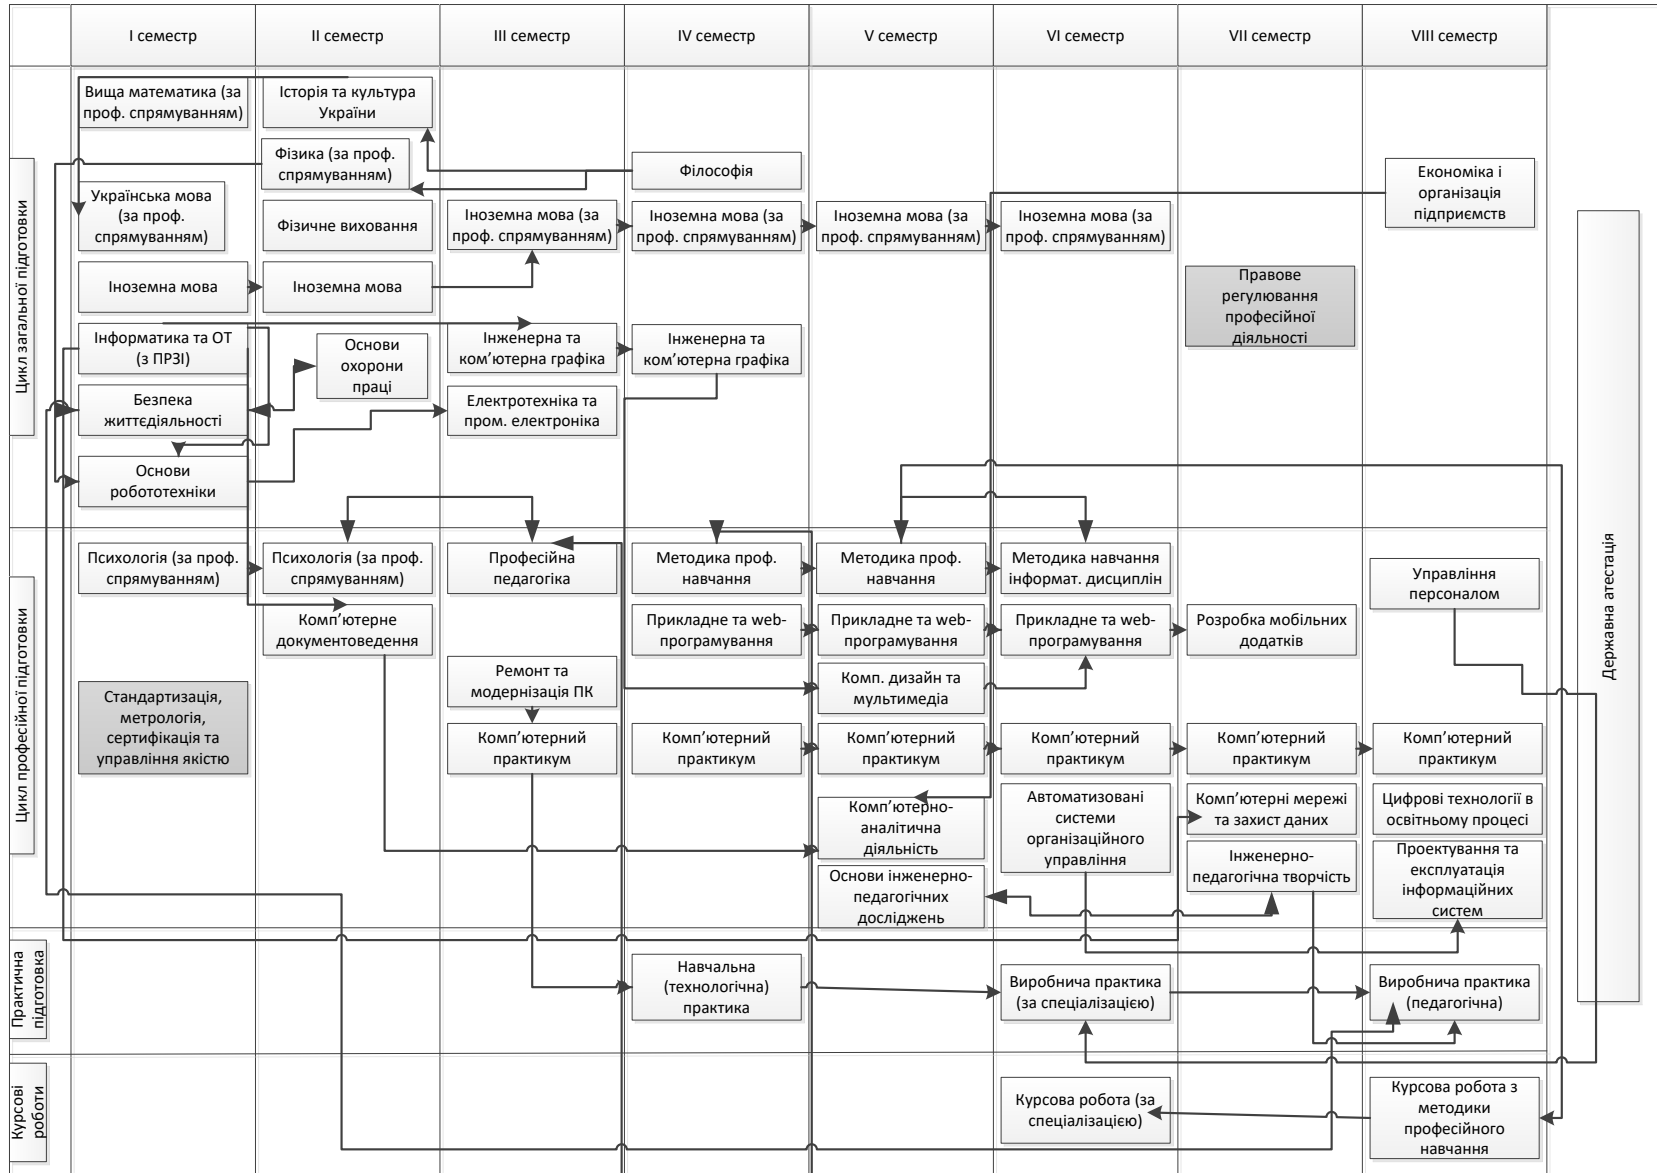 I семестр
II семестр
III семестр
IV семестр
V семестр
VI семестр
VII семестр
VIII семестр
Цикл загальної підготовки
Вища математика (за
проф. спрямуванням)
Історія та культура
України
Фізика (за проф.
спрямуванням)
Філософія
Економіка і
організація
підприємств
Українська мова
(за проф.
спрямуванням)
Фізичне виховання
Іноземна мова (за
проф. спрямуванням)
Іноземна мова (за
проф. спрямуванням)
Іноземна мова (за
проф. спрямуванням)
Іноземна мова (за
проф. спрямуванням)
Іноземна мова
Іноземна мова
Правове
регулювання
професійної
діяльності
Інформатика та ОТ
(з ПРЗІ)
Основи
охорони
праці
Інженерна та
ком’ютерна графіка
Інженерна та
ком’ютерна графіка
Безпека
життєдіяльності
Електротехніка та
пром. електроніка
Основи
робототехніки
Цикл професійної підготовки
Психологія (за проф.
спрямуванням)
Психологія (за проф.
спрямуванням)
Професійна
педагогіка
Методика проф.
навчання
Методика проф.
навчання
Методика навчання
інформат. дисциплін
Управління
персоналом
Комп’ютерне
документоведення
Прикладне та web-
програмування
Прикладне та web-
програмування
Прикладне та web-
програмування
Розробка мобільних
додатків
Ремонт та
модернізація ПК
Комп. дизайн та
мультимедіа
Стандартизація,
метрологія,
сертифікація та
управління якістю
Комп’ютерний
практикум
Комп’ютерний
практикум
Комп’ютерний
практикум
Комп’ютерний
практикум
Комп’ютерний
практикум
Комп’ютерний
практикум
Комп’ютерно-
аналітична
діяльність
Автоматизовані
системи
організаційного
управління
Комп’ютерні мережі
та захист даних
Цифрові технології в
освітньому процесі
Основи інженерно-
педагогічних
досліджень
Інженерно-
педагогічна творчість
Проектування та
експлуатація
інформаційних
систем
Практична
підготовка
Навчальна
(технологічна)
практика
Виробнича практика
(за спеціалізацією)
Виробнича практика
(педагогічна)
Курсові
роботи
Курсова робота (за
спеціалізацією)
Курсова робота з
методики
професійного
навчання
Державна атестація